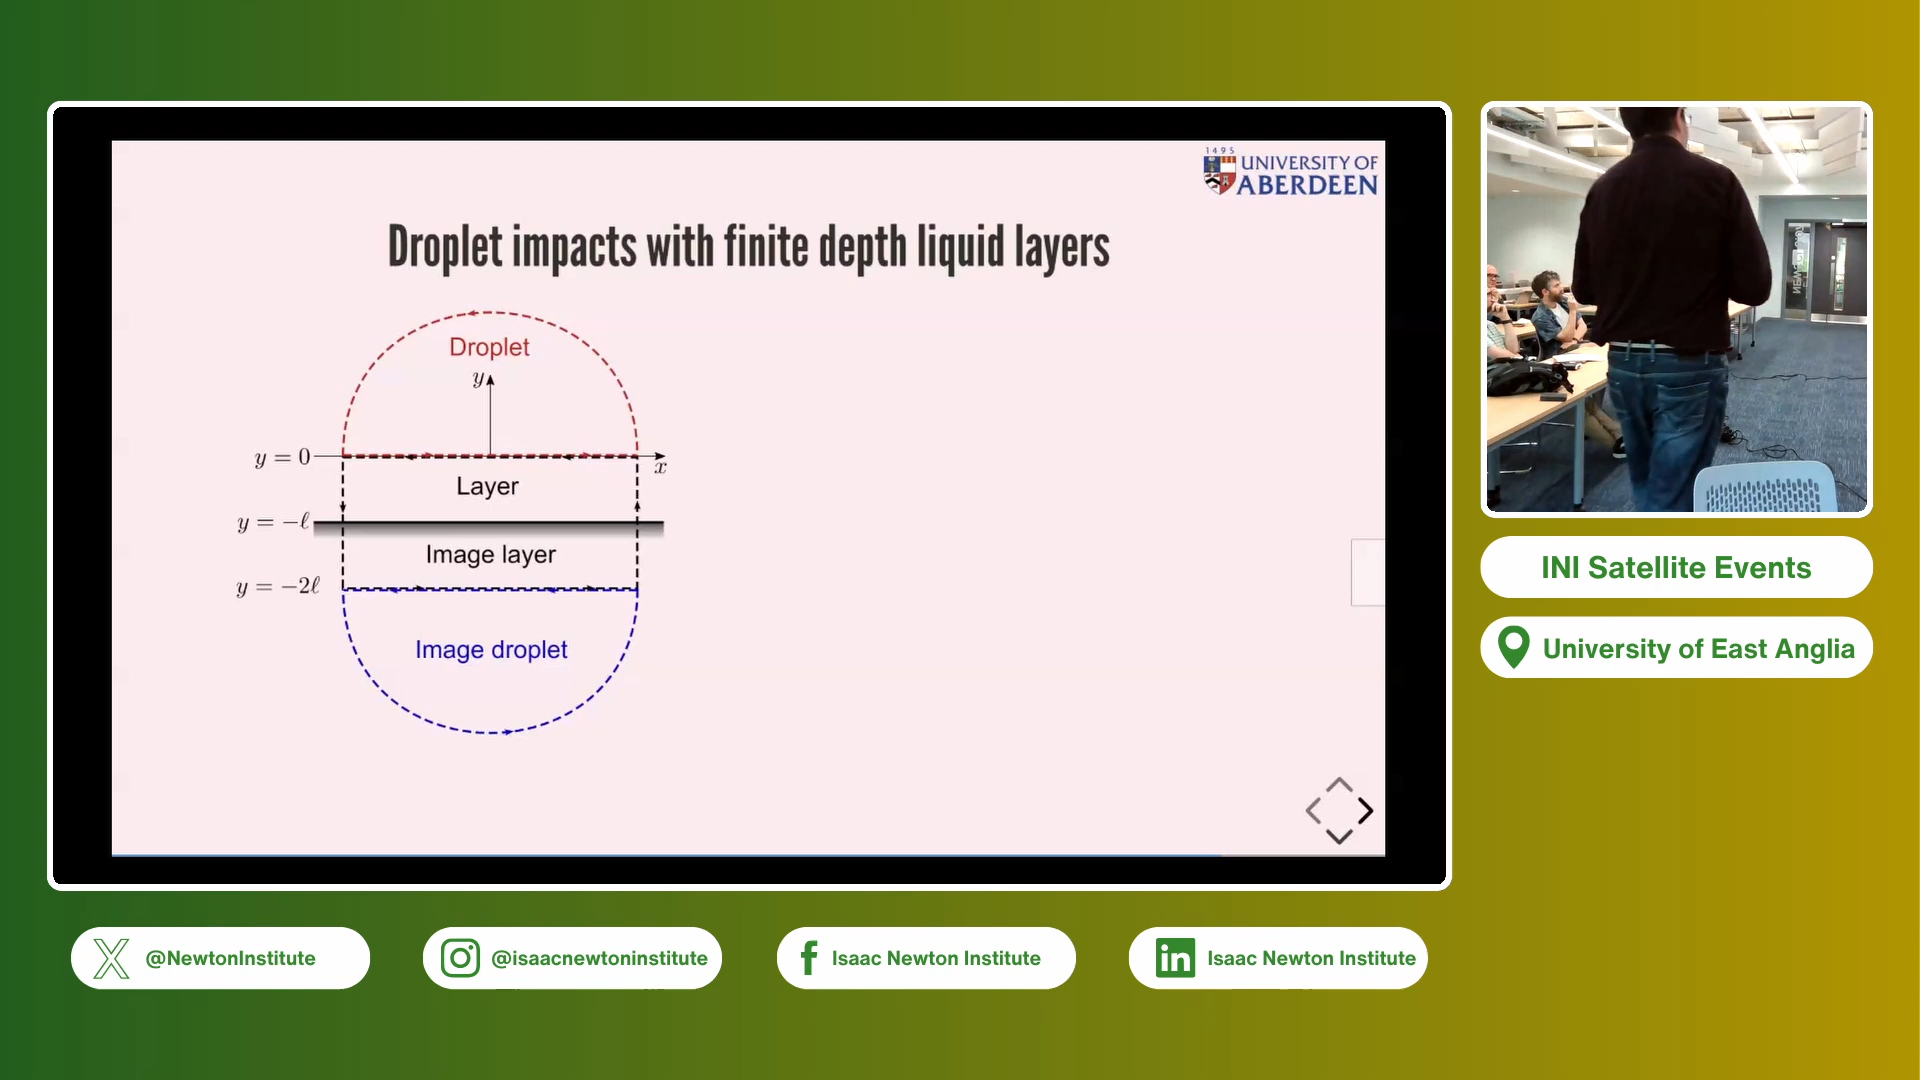 1495
UNIVERSITY OF
ABERDEEN
Droplet impacts with finite depth liquid layers
Droplet
y
y = 0
x
Layer
y = −ℓ
Image layer
y = −2ℓ
Image droplet
INI Satellite Events
University of East Anglia
@NewtonInstitute
@isaacnewtoninstitute
Isaac Newton Institute
Isaac Newton Institute